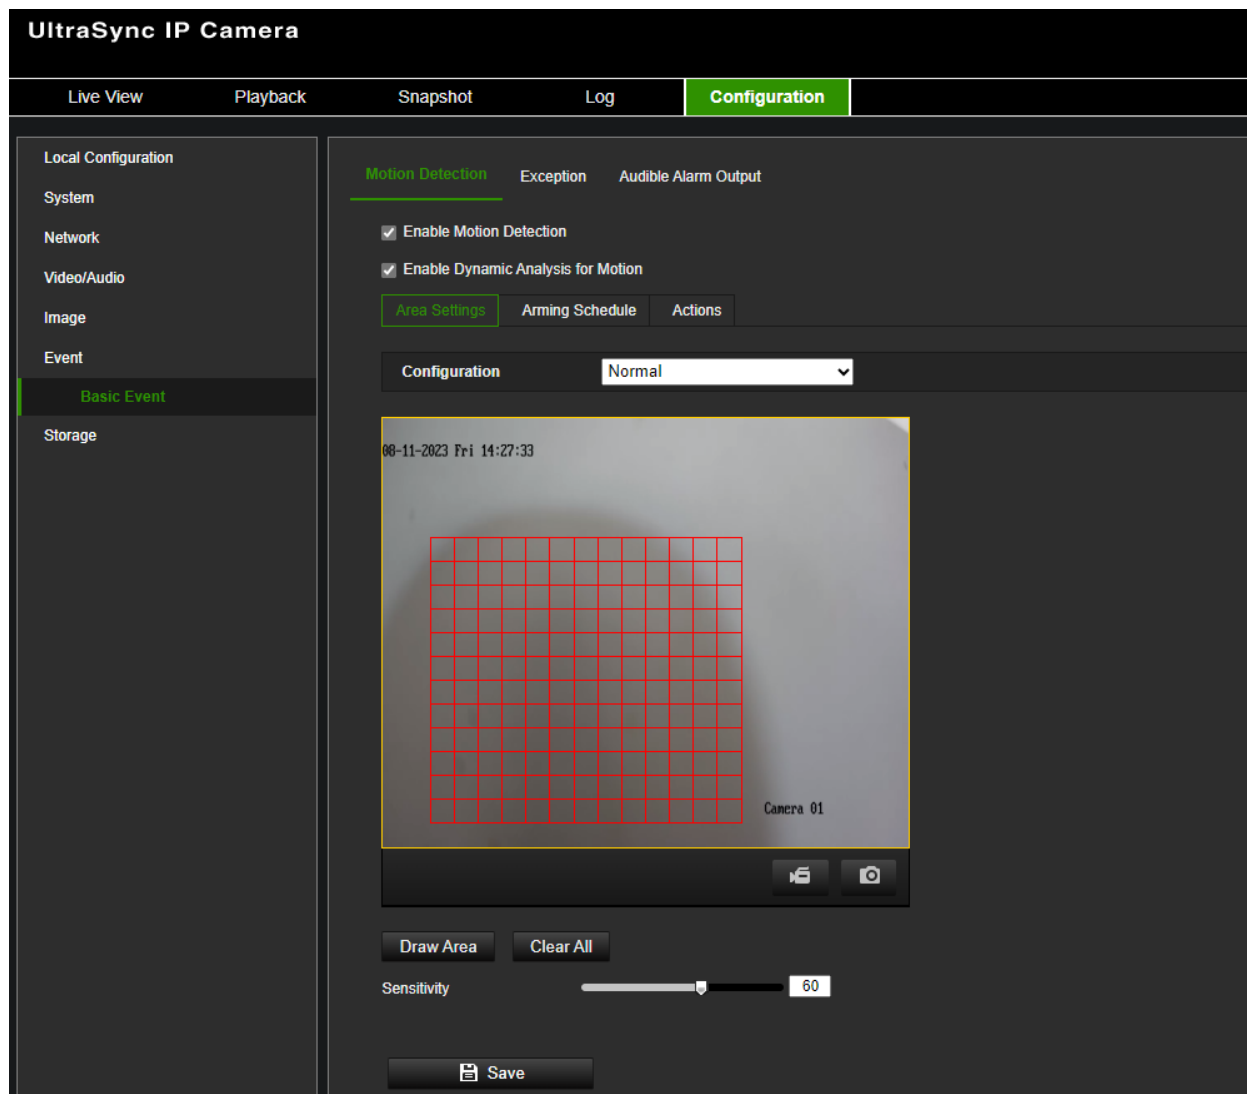 UltraSync IP Camera
Live View Playback Snapshot Log Configuration
Local Configuration
System
Network
Video/Audio
Image
Event
Basic Event
Storage
Motion Detection Exception Audible Alarm Output
Enable Motion Detection
Enable Dynamic Analysis for Motion
Area Settings Arming Schedule Actions
Configuration Normal
08-11-2023 Fri 14:27:33
Camera 01
Draw Area Clear All
Sensitivity 60
Save